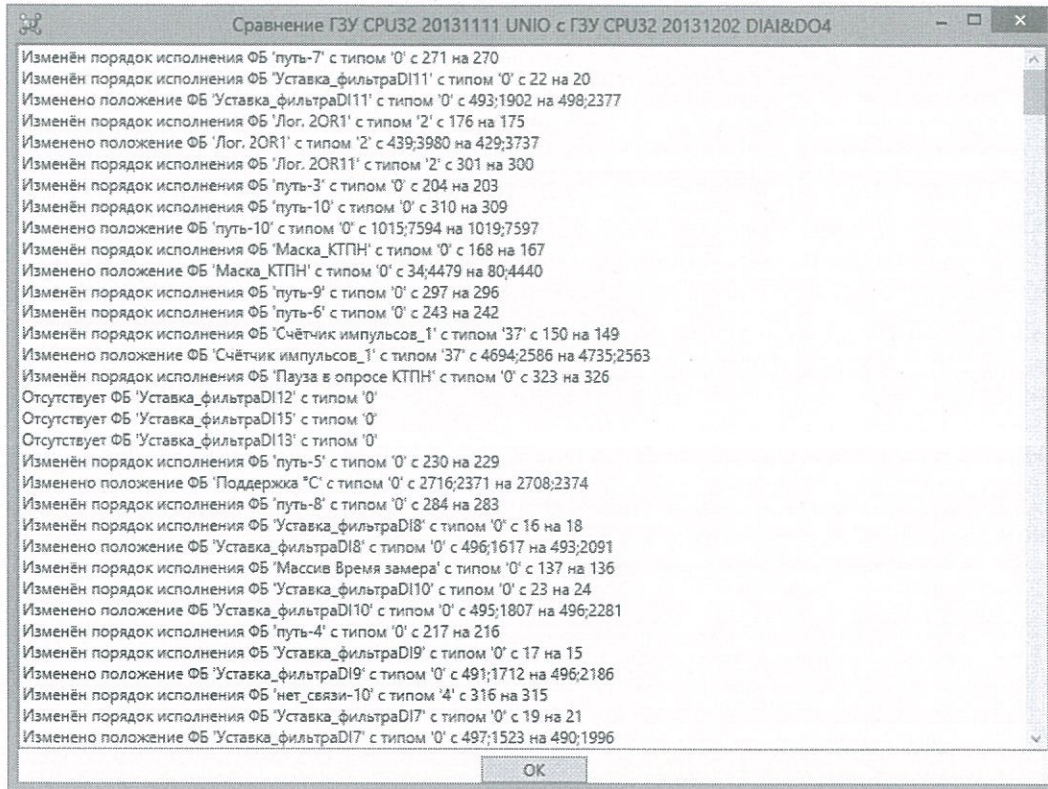 Сравнение ГЗУ CPU32 20131111 UNIO с ГЗУ CPU32 20131202 DIAI&DO4
Изменён порядок исполнения ФБ 'путь-7' с типом '0' с 271 на 270
Изменён порядок исполнения ФБ 'Уставка_фильтраDI11' с типом '0' с 22 на 20
Изменено положение ФБ 'Уставка_фильтраDI11' с типом '0' с 493;1902 на 498;2377
Изменён порядок исполнения ФБ 'Лог. 2OR1' с типом '2' с 176 на 175
Изменено положение ФБ 'Лог. 2OR1' с типом '2' с 439;3980 на 429;3737
Изменён порядок исполнения ФБ 'Лог. 2OR11' с типом '2' с 301 на 300
Изменён порядок исполнения ФБ 'путь-3' с типом '0' с 204 на 203
Изменён порядок исполнения ФБ 'путь-10' с типом '0' с 310 на 309
Изменено положение ФБ 'путь-10' с типом '0' с 1015;7594 на 1019;7597
Изменён порядок исполнения ФБ 'Маска_КТПН' с типом '0' с 168 на 167
Изменено положение ФБ 'Маска_КТПН' с типом '0' с 34;4479 на 80;4440
Изменён порядок исполнения ФБ 'путь-9' с типом '0' с 297 на 296
Изменён порядок исполнения ФБ 'путь-6' с типом '0' с 243 на 242
Изменён порядок исполнения ФБ 'Счётчик импульсов_1' с типом '37' с 150 на 149
Изменено положение ФБ 'Счётчик импульсов_1' с типом '37' с 4694;2586 на 4735;2563
Изменён порядок исполнения ФБ 'Пауза в опросе КТПН' с типом '0' с 323 на 326
Отсутствует ФБ 'Уставка_фильтраDI12' с типом '0'
Отсутствует ФБ 'Уставка_фильтраDI15' с типом '0'
Отсутствует ФБ 'Уставка_фильтраDI13' с типом '0'
Изменён порядок исполнения ФБ 'путь-5' с типом '0' с 230 на 229
Изменено положение ФБ 'Поддержка °C' с типом '0' с 2716;2371 на 2708;2374
Изменён порядок исполнения ФБ 'путь-8' с типом '0' с 284 на 283
Изменён порядок исполнения ФБ 'Уставка_фильтраDI8' с типом '0' с 16 на 18
Изменено положение ФБ 'Уставка_фильтраDI8' с типом '0' с 496;1617 на 493;2091
Изменён порядок исполнения ФБ 'Массив Время замера' с типом '0' с 137 на 136
Изменён порядок исполнения ФБ 'Уставка_фильтраDI10' с типом '0' с 23 на 24
Изменено положение ФБ 'Уставка_фильтраDI10' с типом '0' с 495;1807 на 496;2281
Изменён порядок исполнения ФБ 'путь-4' с типом '0' с 217 на 216
Изменён порядок исполнения ФБ 'Уставка_фильтраDI9' с типом '0' с 17 на 15
Изменено положение ФБ 'Уставка_фильтраDI9' с типом '0' с 491;1712 на 496;2186
Изменён порядок исполнения ФБ 'нет_связи-10' с типом '4' с 316 на 315
Изменён порядок исполнения ФБ 'Уставка_фильтраDI7' с типом '0' с 19 на 21
Изменено положение ФБ 'Уставка_фильтраDI7' с типом '0' с 497;1523 на 490;1996
OK